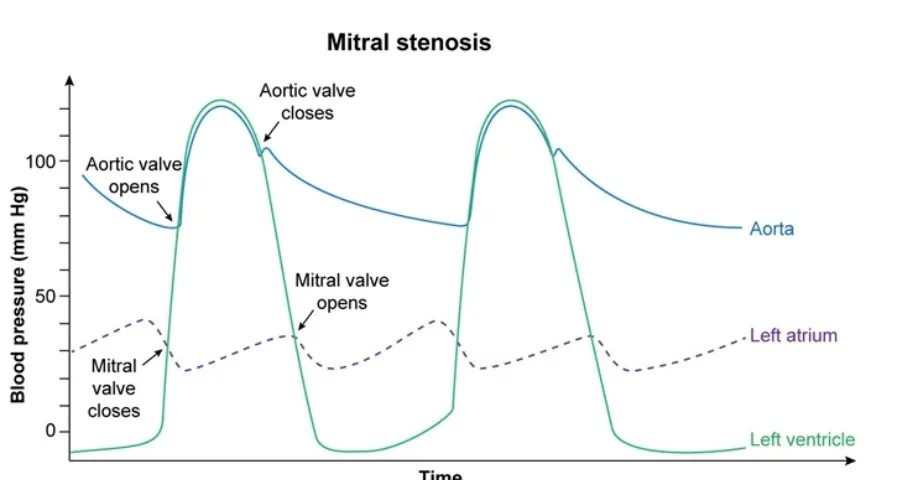 Mitral stenosis
Aortic valve
closes
Aortic valve
opens
100
Mitral valve
opens
50
Mitral
valve
closes
0
Blood pressure (mm Hg)
Aorta
Left atrium
Left ventricle
Time